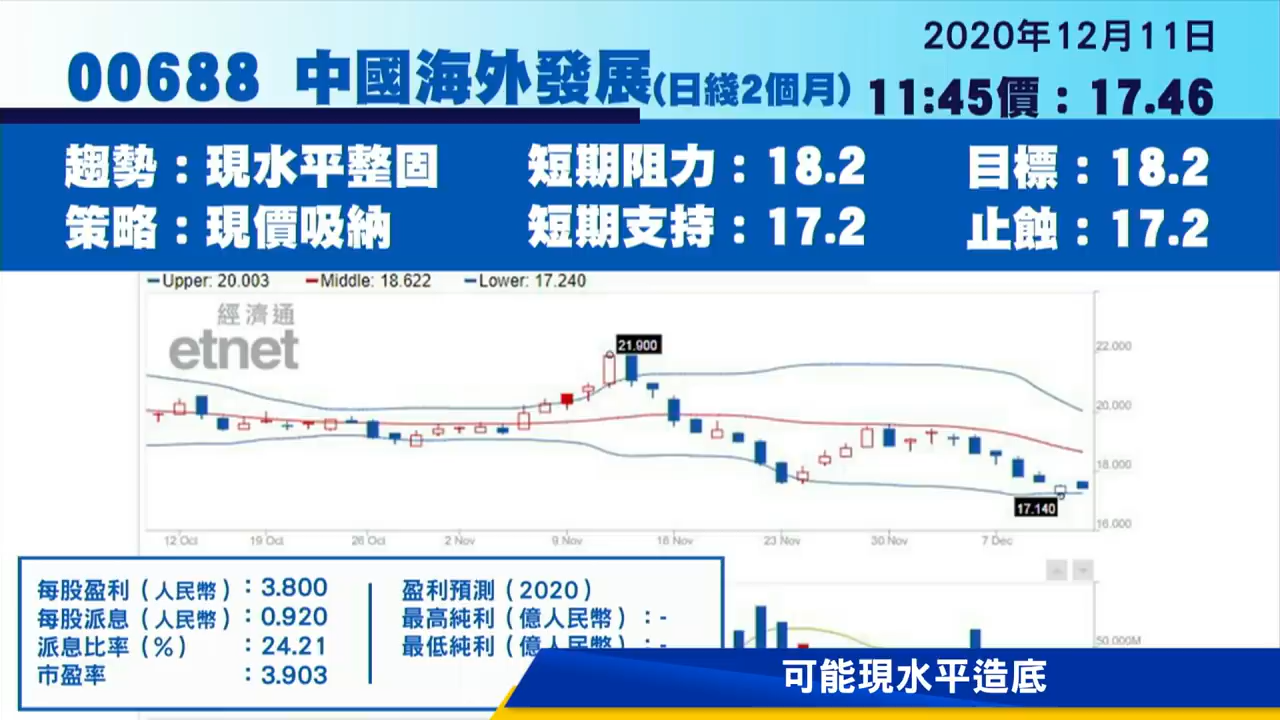 2020年12月11日
00688 中國海外發展(日綫2個月)
11:45價：17.46
趨勢：現水平整固 短期阻力：18.2 目標：18.2
策略：現價吸納 短期支持：17.2 止蝕：17.2
Upper: 20.003 Middle: 18.622 Lower: 17.240
經濟通
etnet
21.900
22.000
20.000
18.000
17.140
16.000
12 Oct 19 Oct 26 Oct 2 Nov 9 Nov 16 Nov 23 Nov 30 Nov 7 Dec
每股盈利（人民幣）：3.800 盈利預測（2020）
每股派息（人民幣）：0.920 最高純利（億人民幣）：-
派息比率（%）：24.21 最低純利（億人民幣）：-
市盈率：3.903
50.000M
可能現水平造底